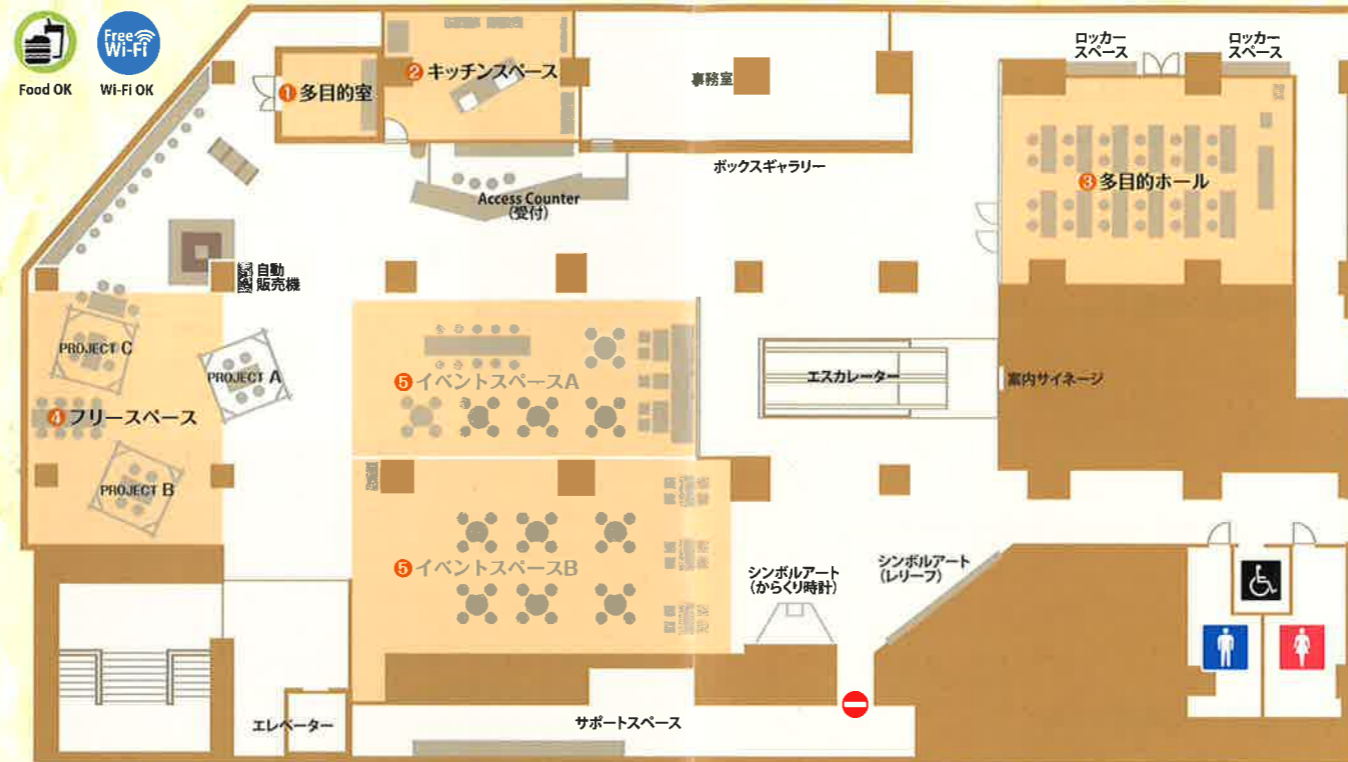 Free
Wi-Fi
Food OK
Wi-Fi OK
❶多目的室
❷キッチンスペース
事務室
ロッカー
スペース
ロッカー
スペース
ボックスギャラリー
❸多目的ホール
Access Counter
(受付)
自動
販売機
PROJECT C
PROJECT A
❹フリースペース
PROJECT B
❺イベントスペースA
エスカレーター
案内サイネージ
❺イベントスペースB
シンボルアート
(からくり時計)
シンボルアート
(レリーフ)
エレベーター
サポートスペース